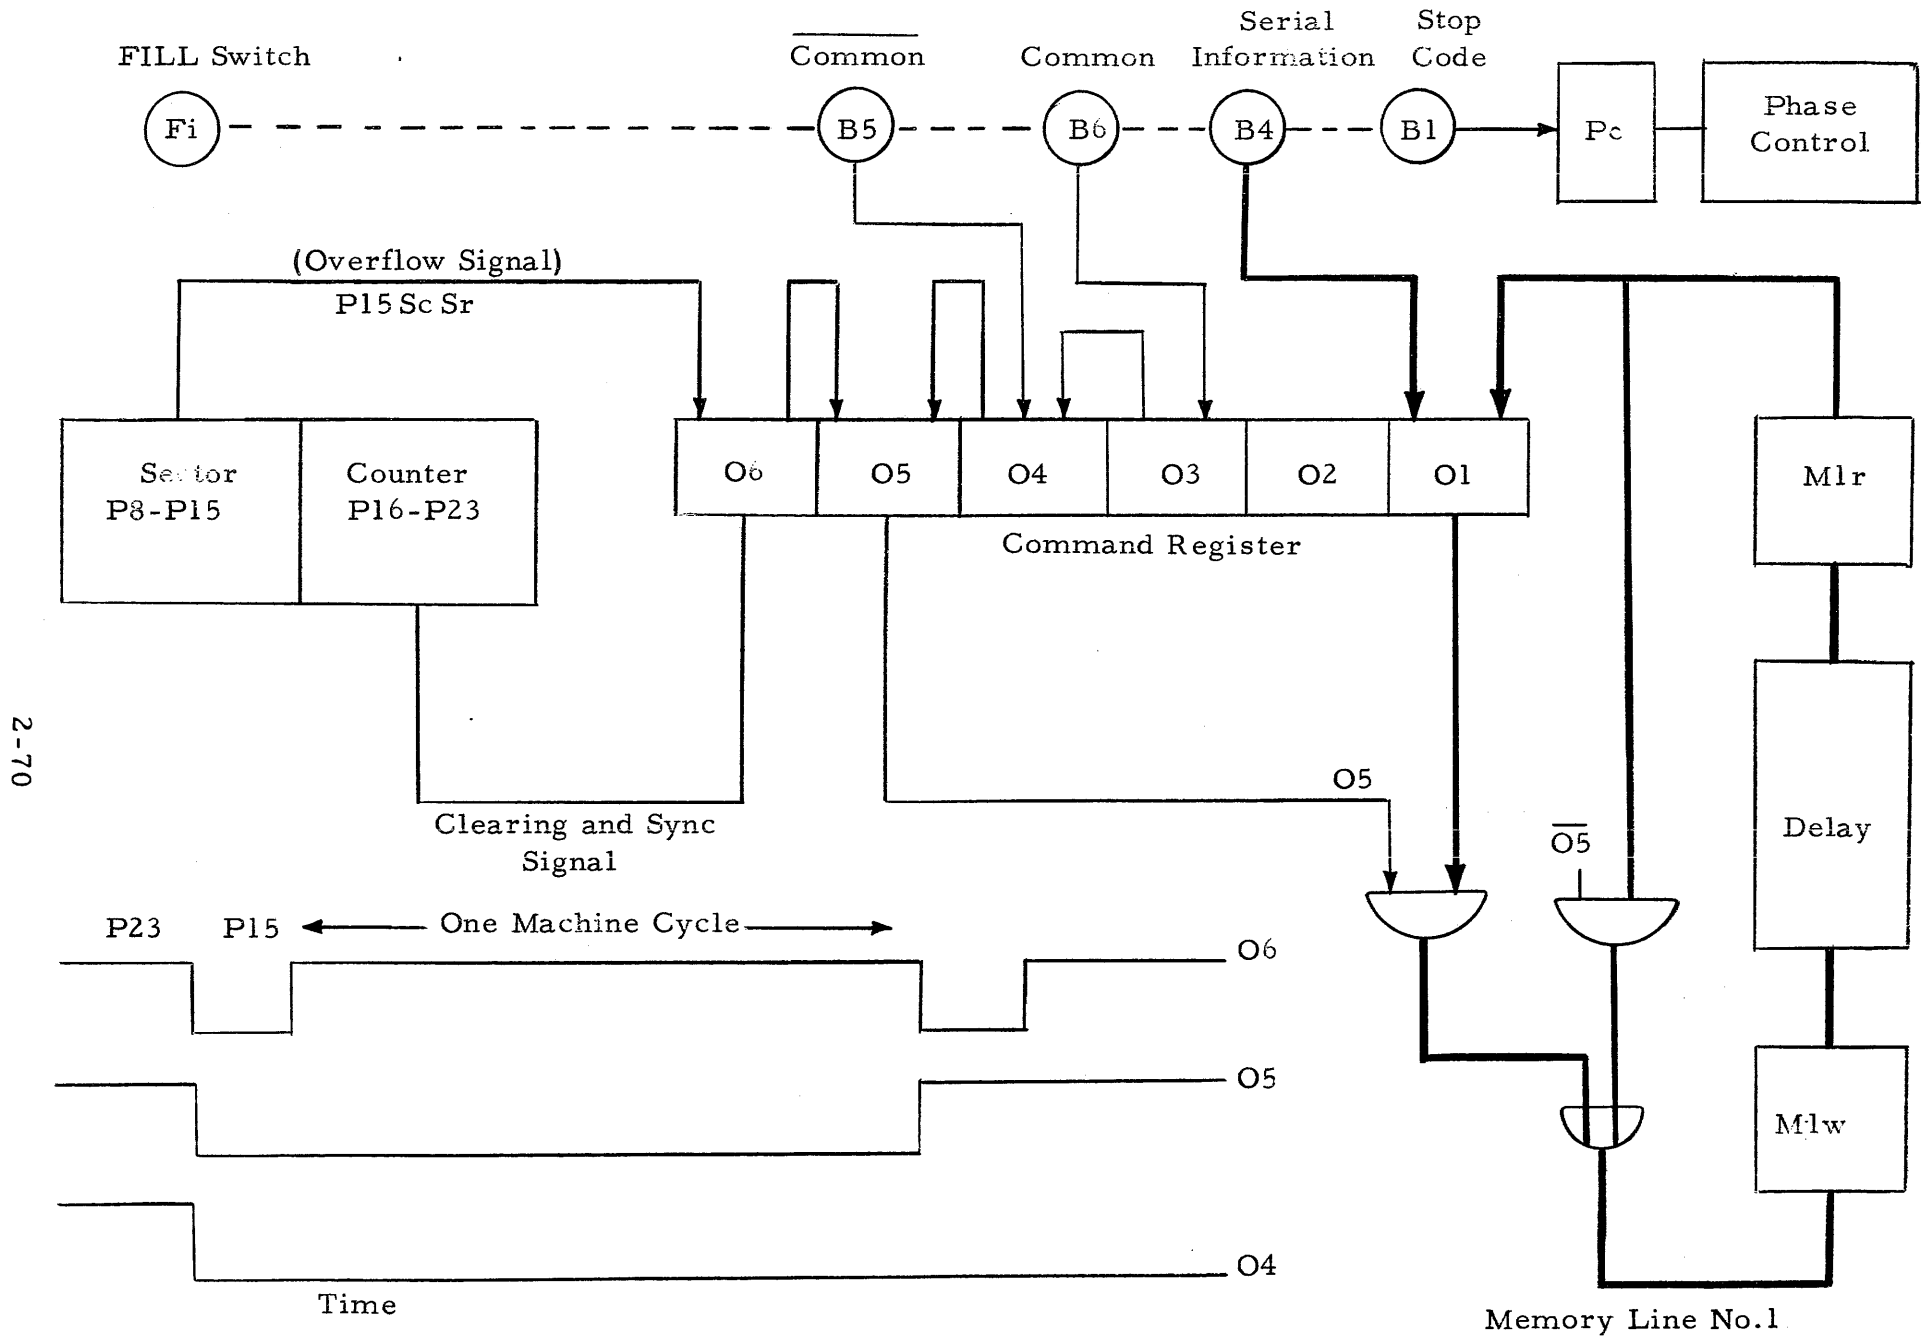 Serial Stop
FILL Switch Common Common Information Code
Fi B5 B6 B4 B1 Pc Phase
Control
(Overflow Signal)
P15 Sc Sr
Sector Counter O6 O5 O4 O3 O2 O1 M1r
P8-P15 P16-P23
Command Register
2-70
O5
Clearing and Sync
Signal
O5 Delay
P23 P15 One Machine Cycle
O6
O5
M1w
O4
Time
Memory Line No. 1